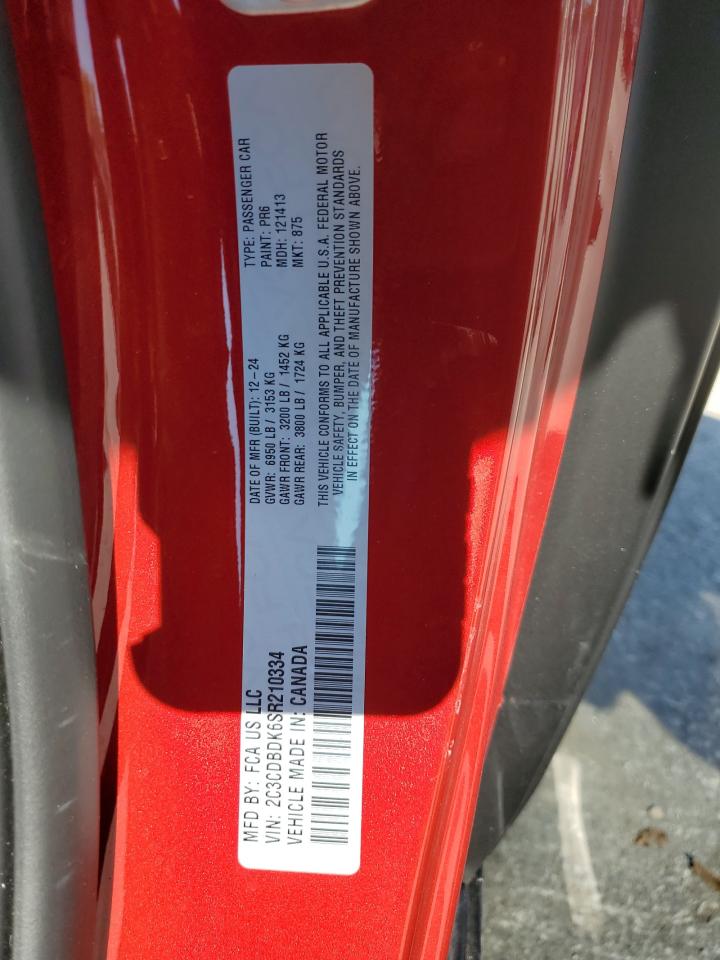 MFD BY: FCA US LLC
VIN: 2C3CDBDK6SR210334
VEHICLE MADE IN: CANADA
DATE OF MFR (BUILT): 12-24
GVWR: 6950 LB / 3153 KG
GAWR FRONT: 3200 LB / 1452 KG
GAWR REAR: 3800 LB / 1724 KG
TYPE: PASSENGER CAR
PAINT: PR6
MDH: 121413
MKT: 875
THIS VEHICLE CONFORMS TO ALL APPLICABLE U.S.A. FEDERAL MOTOR
VEHICLE SAFETY, BUMPER, AND THEFT PREVENTION STANDARDS
IN EFFECT ON THE DATE OF MANUFACTURE SHOWN ABOVE.